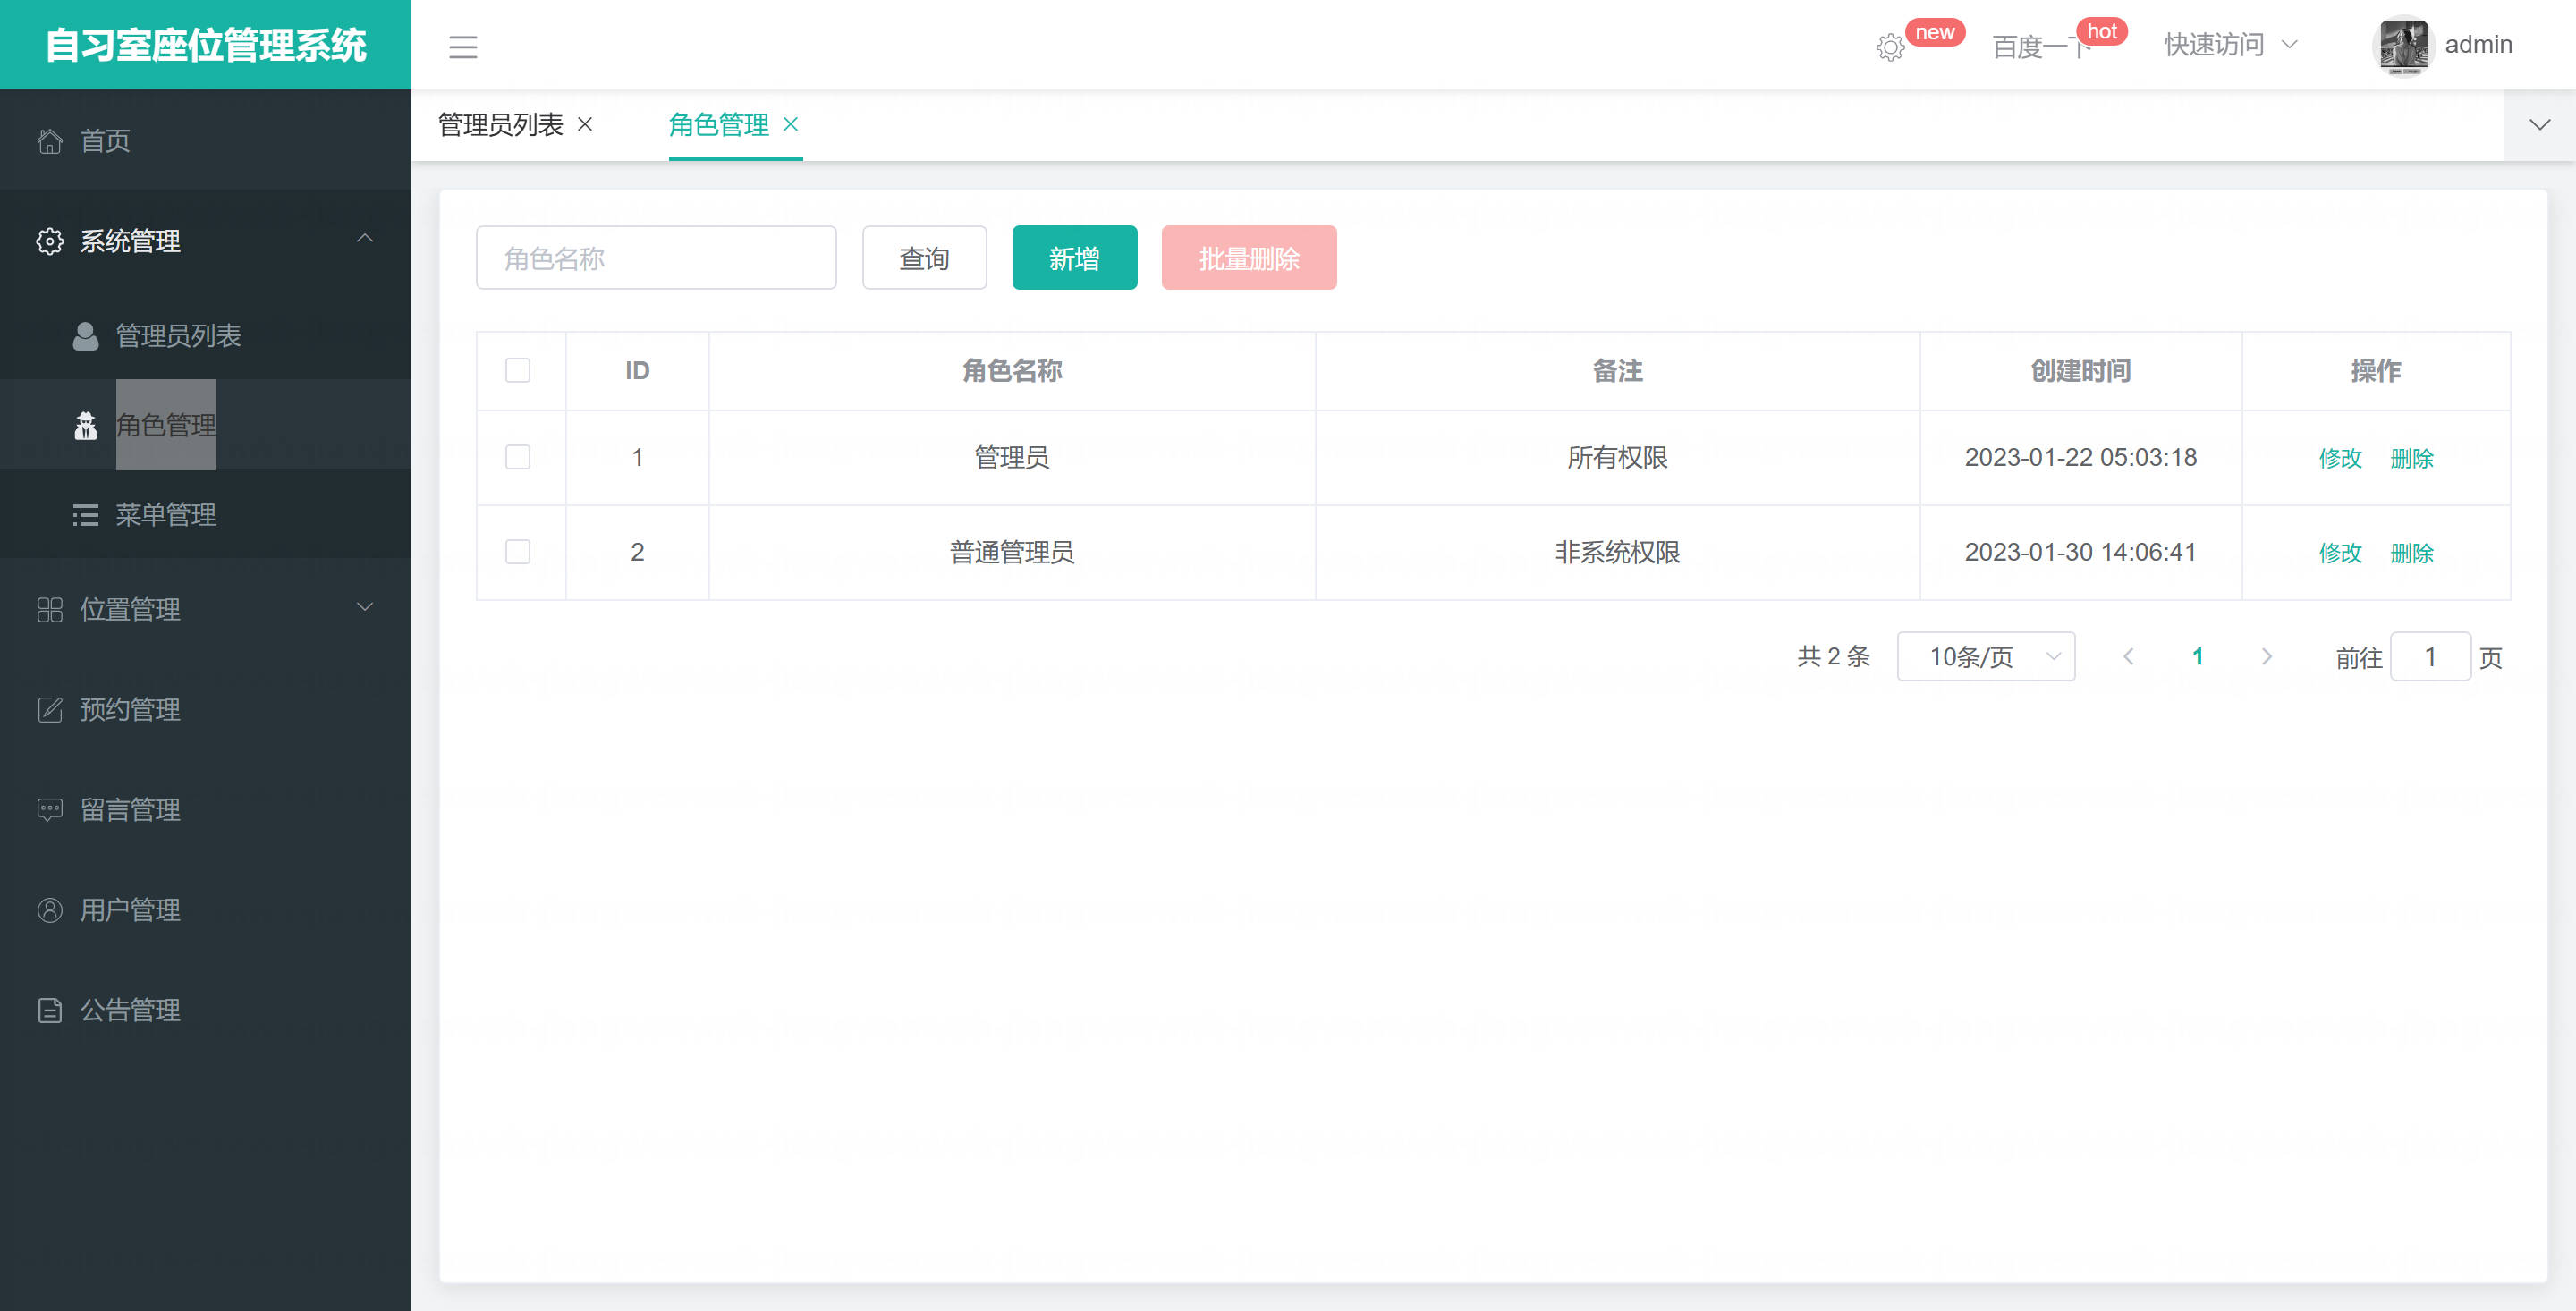 自习室座位管理系统
new
百度一下
hot
快速访问
admin
首页
系统管理
管理员列表
角色管理
菜单管理
位置管理
预约管理
留言管理
用户管理
公告管理
管理员列表 ×
角色管理 ×
角色名称
查询
新增
批量删除
ID 角色名称 备注 创建时间 操作
1 管理员 所有权限 2023-01-22 05:03:18 修改 删除
2 普通管理员 非系统权限 2023-01-30 14:06:41 修改 删除
共 2 条 10条/页 1 前往 1 页